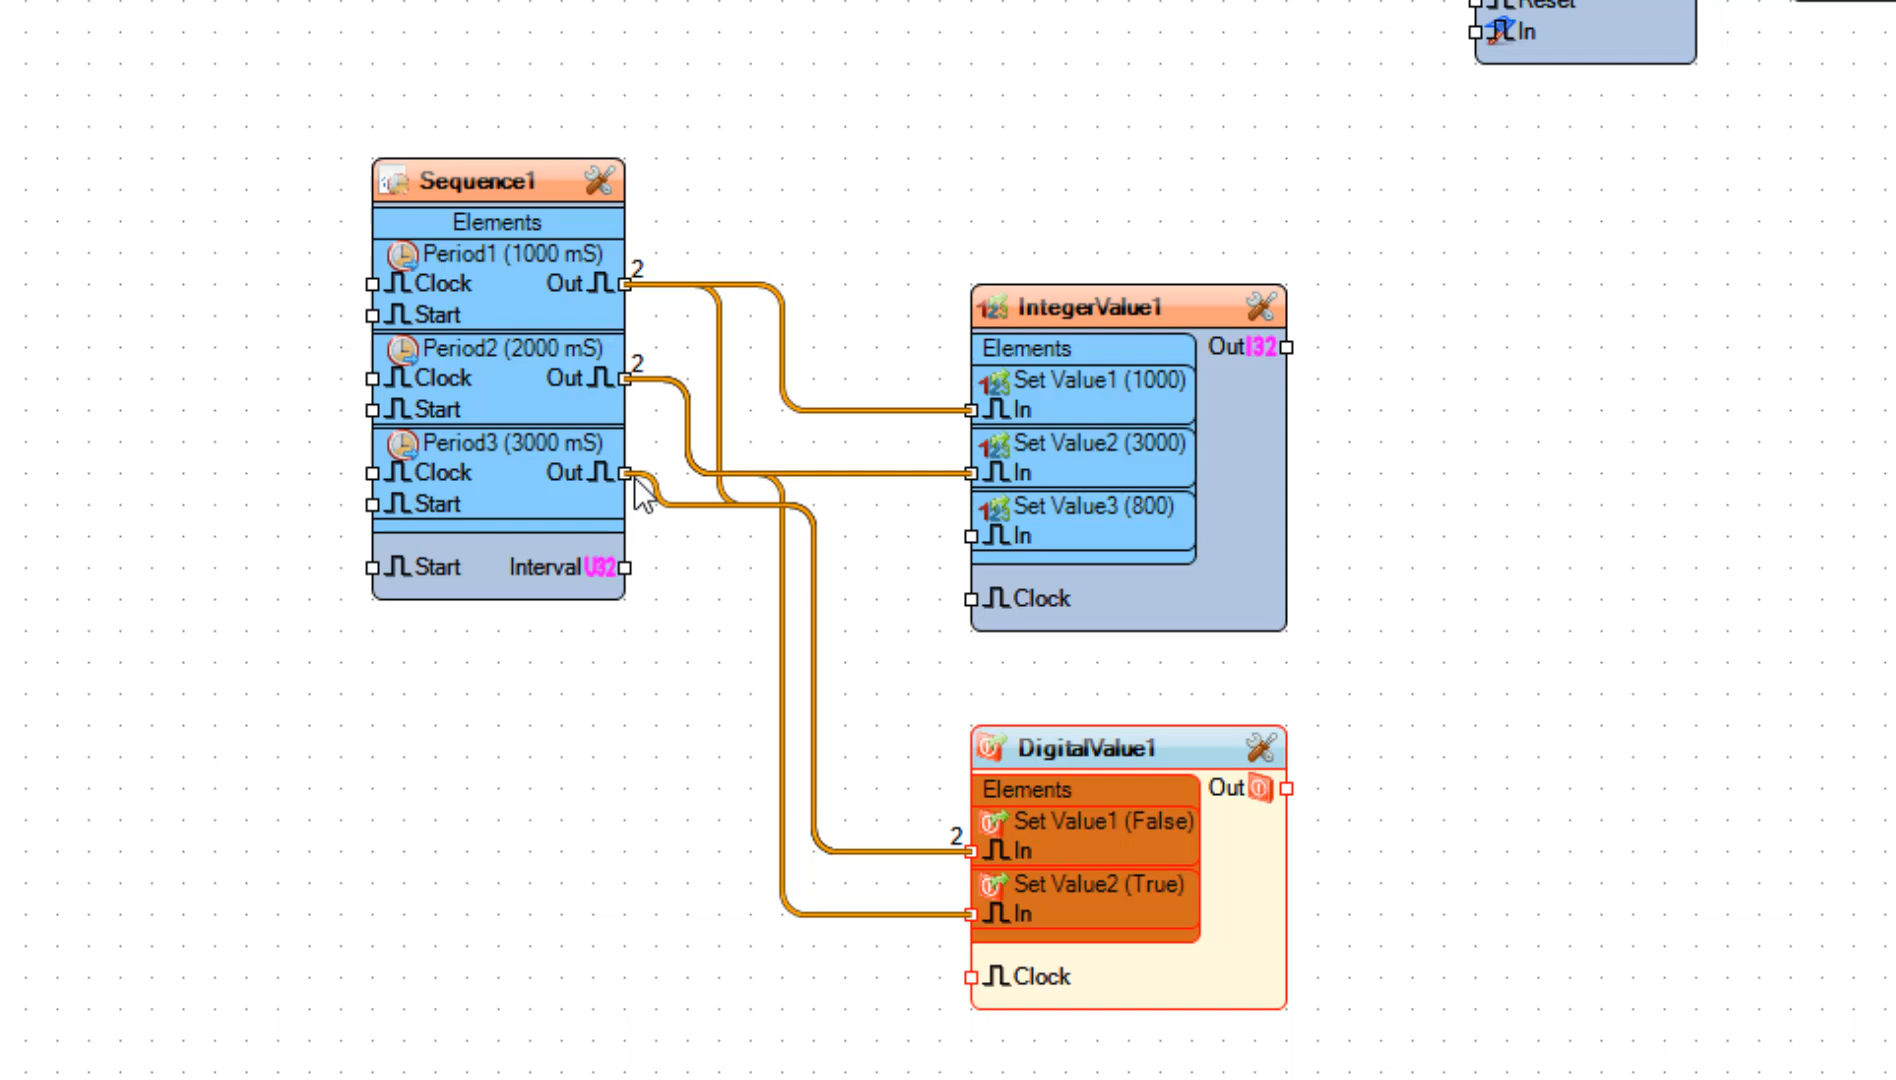 Reset
In
Sequence1
Elements
Period1 (1000 mS)
Clock Out 2
Start
Period2 (2000 mS)
Clock Out 2
Start
Period3 (3000 mS)
Clock Out
Start
Start Interval U32
IntegerValue1
Elements Out I32
123 Set Value1 (1000)
In
123 Set Value2 (3000)
In
123 Set Value3 (800)
In
Clock
DigitalValue1
Elements Out
Set Value1 (False)
2 In
Set Value2 (True)
In
Clock